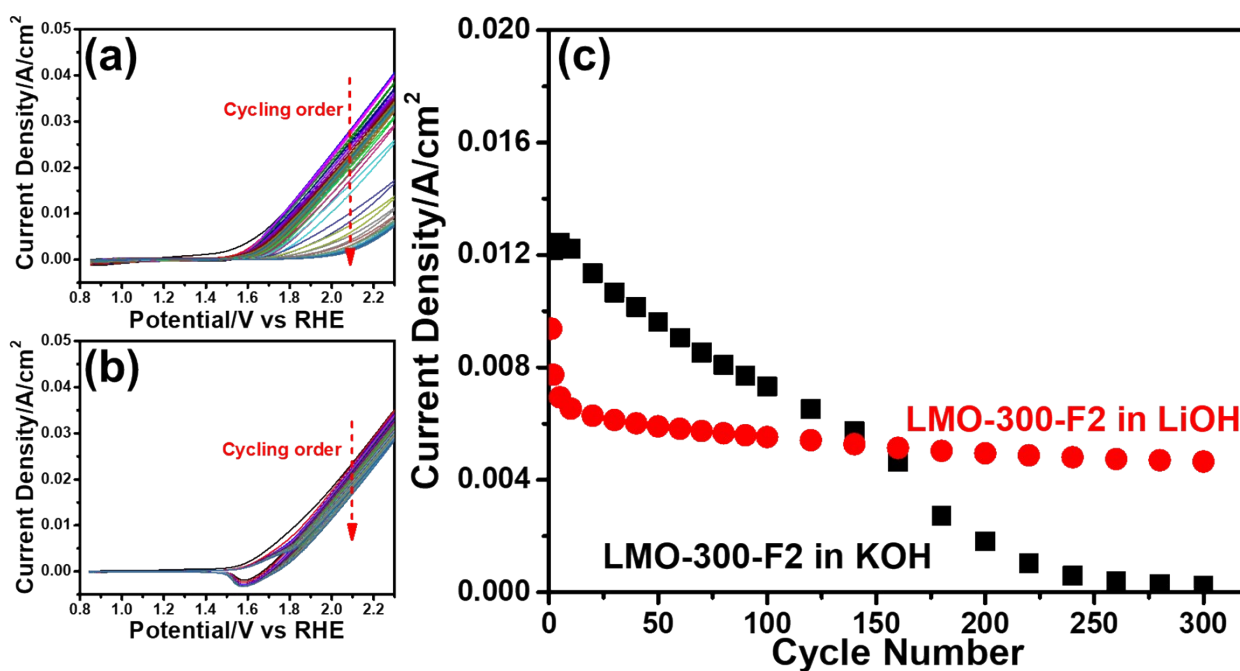 (a)
Cycling order
Current Density/A/cm²
0.05
0.04
0.03
0.02
0.01
0.00
0.8 1.0 1.2 1.4 1.6 1.8 2.0 2.2
Potential/V vs RHE
(b)
Cycling order
Current Density/A/cm²
0.05
0.04
0.03
0.02
0.01
0.00
0.8 1.0 1.2 1.4 1.6 1.8 2.0 2.2
Potential/V vs RHE
(c)
Current Density/A/cm²
0.020
0.016
0.012
0.008
0.004
0.000
LMO-300-F2 in LiOH
LMO-300-F2 in KOH
0 50 100 150 200 250 300
Cycle Number